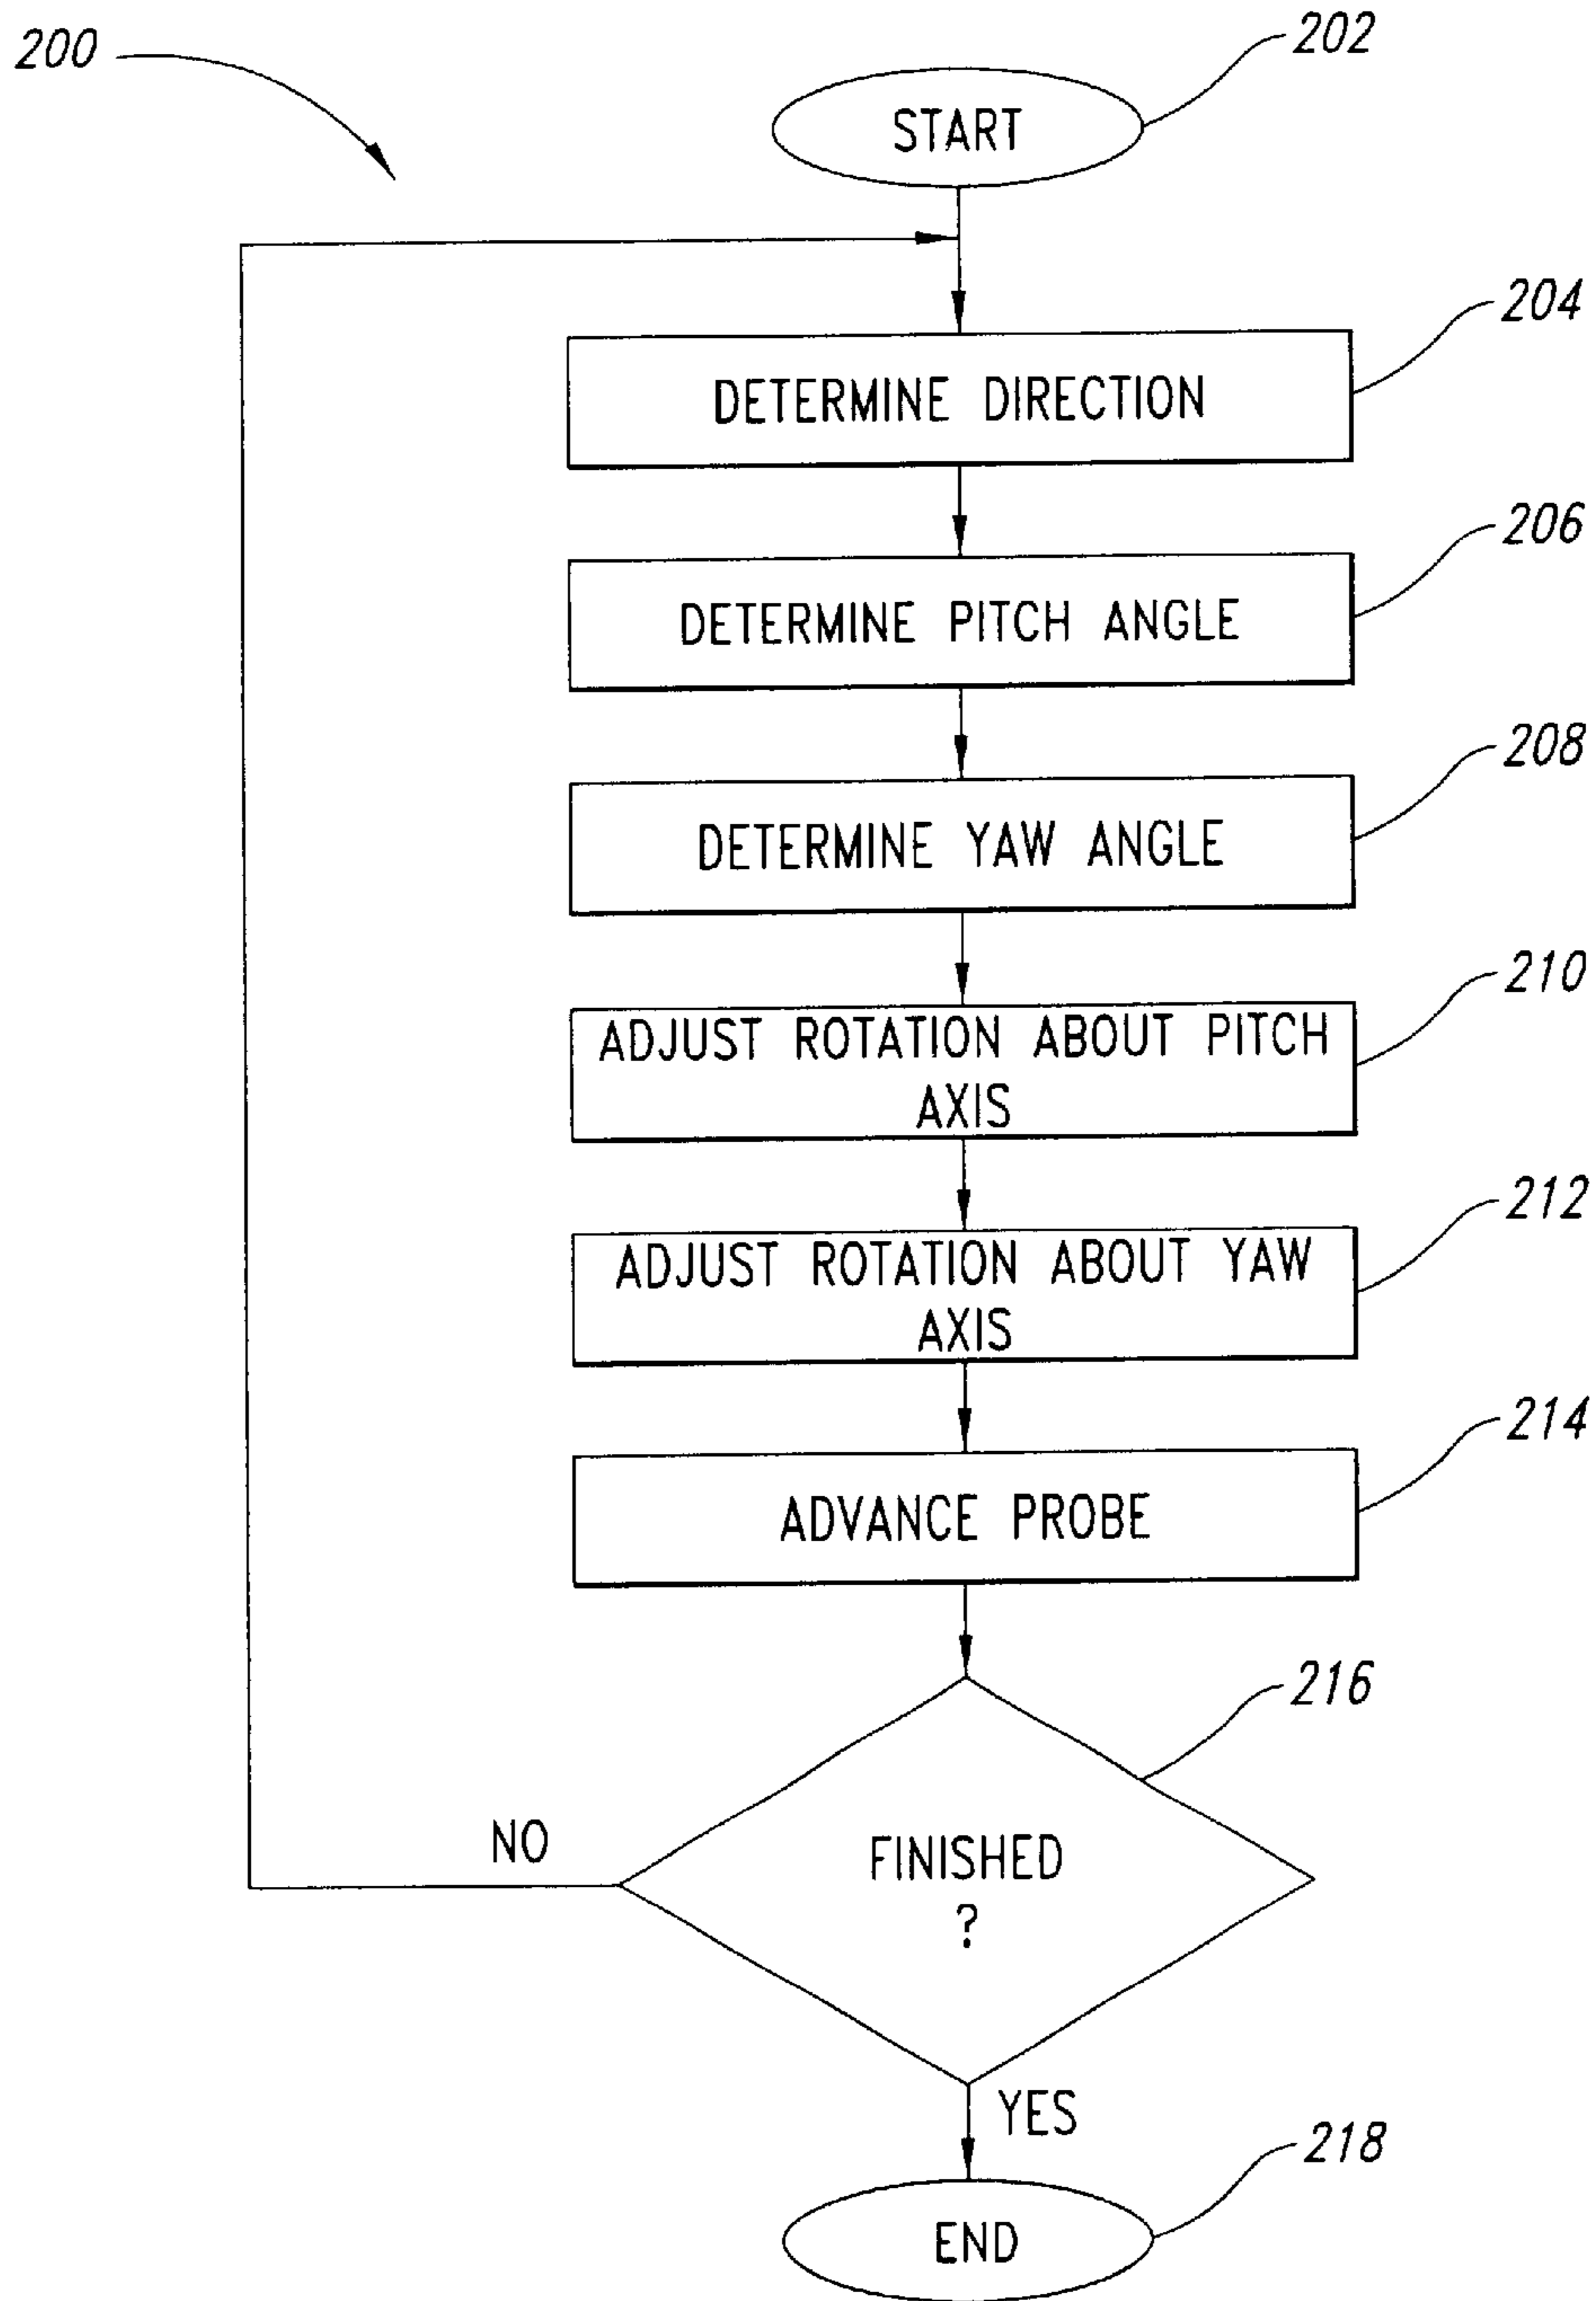 200
202
START
204
DETERMINE DIRECTION
206
DETERMINE PITCH ANGLE
208
DETERMINE YAW ANGLE
210
ADJUST ROTATION ABOUT PITCH
AXIS
212
ADJUST ROTATION ABOUT YAW
AXIS
214
ADVANCE PROBE
216
NO
FINISHED
?
YES
218
END